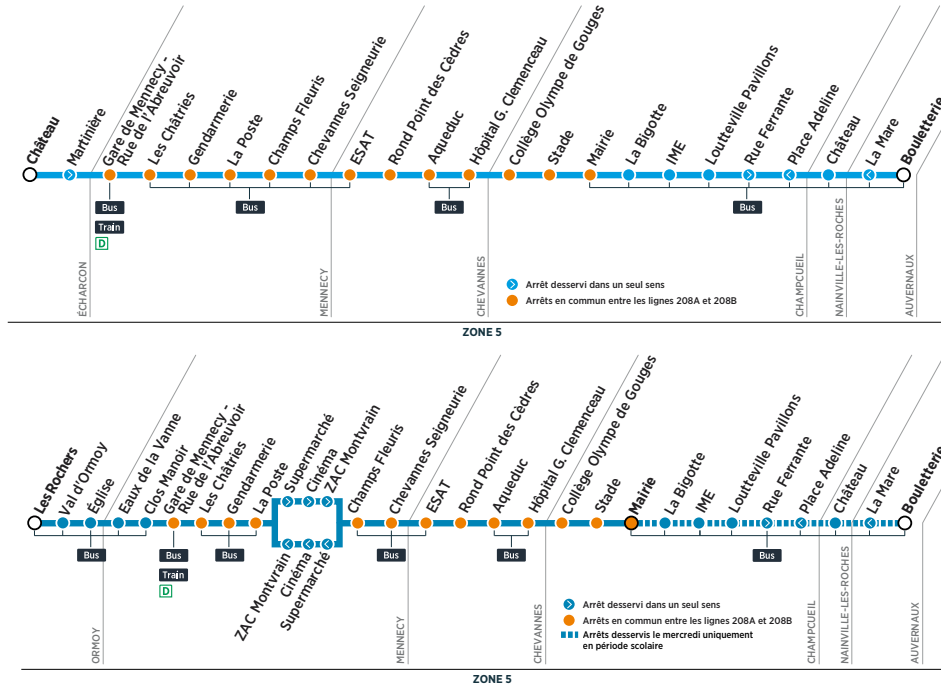 Château
Martinière
Gare de Mennecy -
Rue de l'Abreuvoir
Les Châtries
Gendarmerie
La Poste
Champs Fleuris
Chevannes Seigneurie
ESAT
Rond Point des Cèdres
Aqueduc
Hôpital G. Clemenceau
Collège Olympe de Gouges
Stade
Mairie
La Bigotte
IME
Loutteville Pavillons
Rue Ferrante
Place Adeline
Château
La Mare
Bouletterie
Bus
Train
D
Bus
Bus
Bus
ÉCHARCON
MENNECY
CHEVANNES
CHAMPCUEIL
NAINVILLE-LES-ROCHES
AUVERNAUX
Arrêt desservi dans un seul sens
Arrêts en commun entre les lignes 208A et 208B
ZONE 5
Les Rochers
Val d'Ormoy
Église
Eaux de la Vanne
Clos Manoir
Gare de Mennecy -
Rue de l'Abreuvoir
Les Châtries
Gendarmerie
La Poste
Supermarché
Cinéma
ZAC Montvrain
Champs Fleuris
Chevannes Seigneurie
ESAT
Rond Point des Cèdres
Aqueduc
Hôpital G. Clemenceau
Collège Olympe de Gouges
Stade
Mairie
La Bigotte
IME
Loutteville Pavillons
Rue Ferrante
Place Adeline
Château
La Mare
Bouletterie
ZAC Montvrain
Cinéma
Supermarché
Bus
Bus
Train
D
Bus
Bus
Bus
Bus
ORMOY
MENNECY
CHEVANNES
CHAMPCUEIL
NAINVILLE-LES-ROCHES
AUVERNAUX
Arrêt desservi dans un seul sens
Arrêts en commun entre les lignes 208A et 208B
Arrêts desservis le mercredi uniquement
en période scolaire
ZONE 5